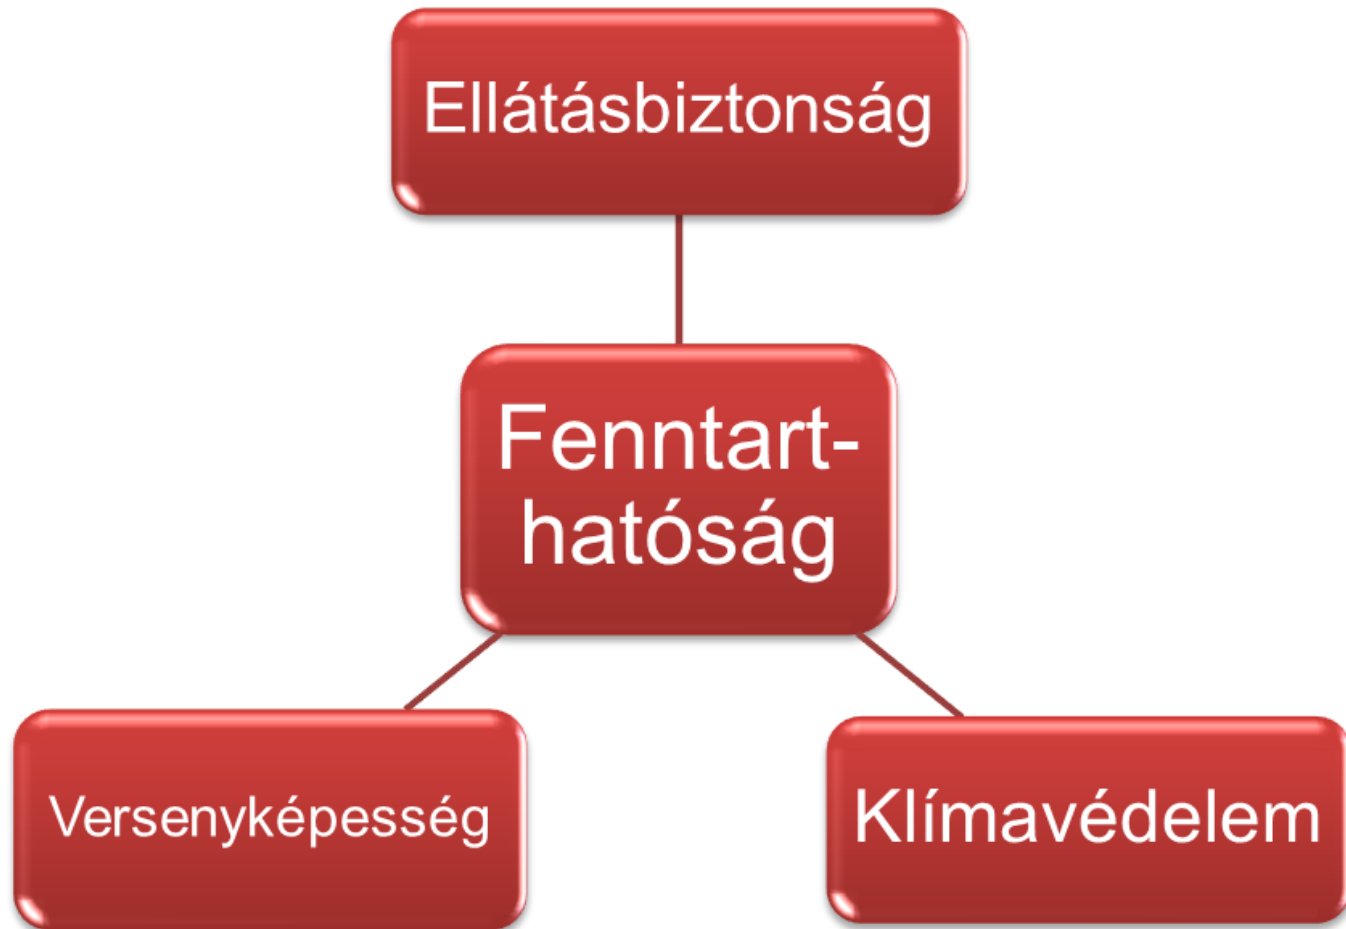 Ellátásbiztonság
Fenntart-
hatóság
Versenyképesség
Klímavédelem